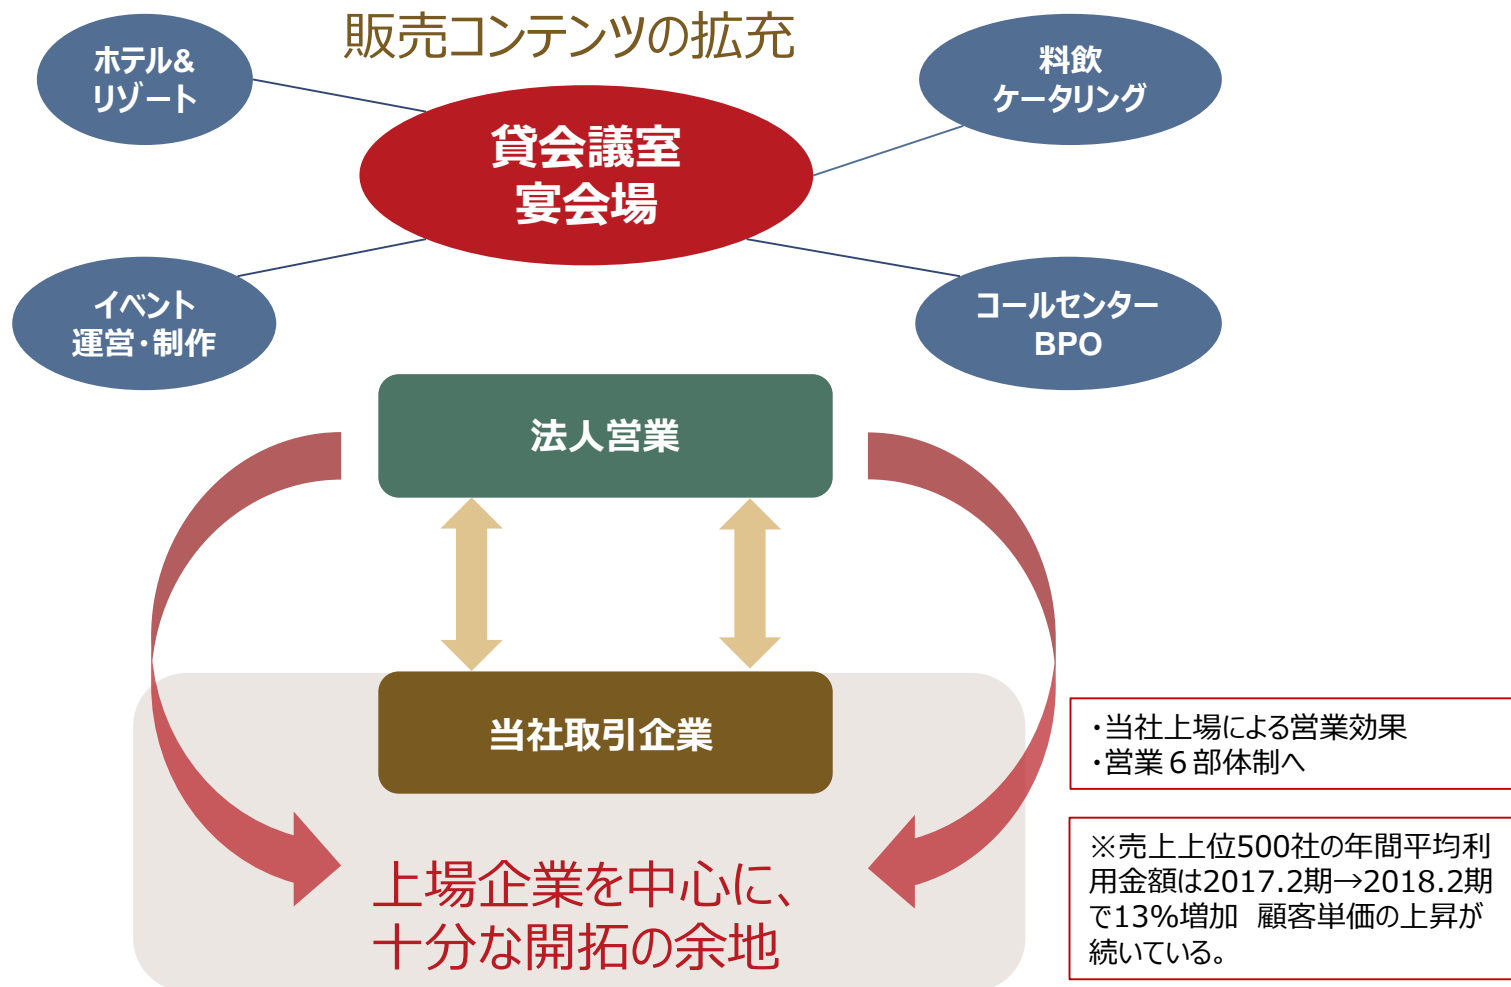 販売コンテンツの拡充
ホテル&
リゾート
料飲
ケータリング
貸会議室
宴会場
イベント
運営・制作
コールセンター
BPO
法人営業
当社取引企業
・当社上場による営業効果
・営業６部体制へ
※売上上位500社の年間平均利
用金額は2017.2期→2018.2期
で13%増加　顧客単価の上昇が
続いている。
上場企業を中心に、
十分な開拓の余地